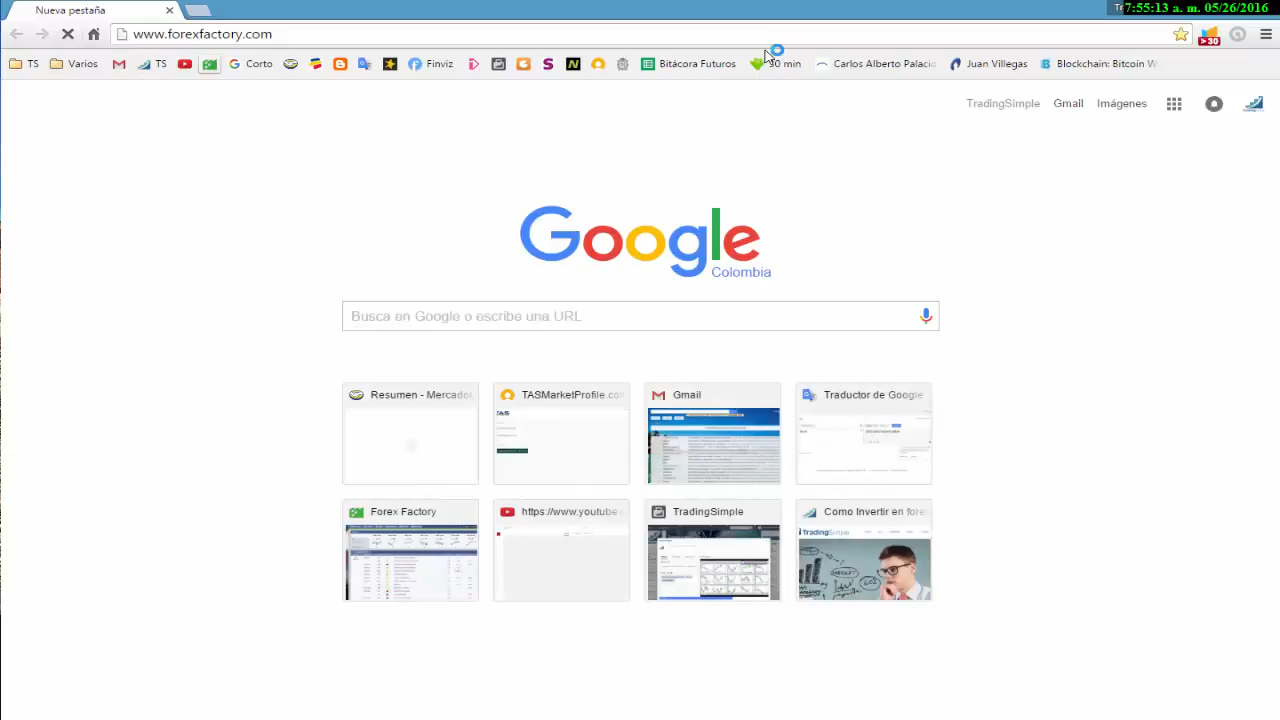 Nueva pestaña
7:55:13 a. m. 05/26/2016
www.forexfactory.com
>30
TS Varios TS Corto Finviz Bitácora Futuros 30 min Carlos Alberto Palacio Juan Villegas Blockchain: Bitcoin W
TradingSimple Gmail Imágenes
Google
Colombia
Busca en Google o escribe una URL
Resumen - Mercado TASMarketProfile.co Gmail Traductor de Google
Forex Factory https://www.youtube TradingSimple Como Invertir en fore
TradingSimple